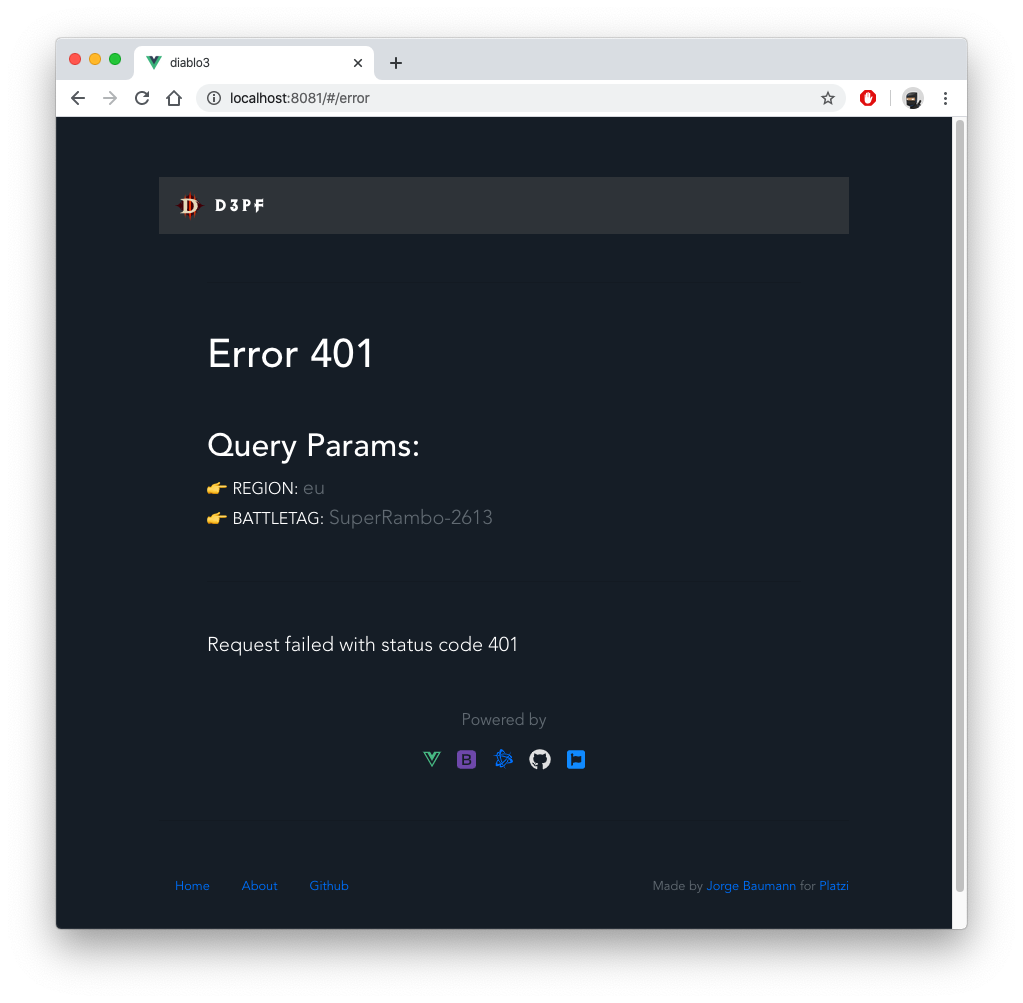 diablo3
localhost:8081/#/error
D3PF
Error 401
Query Params:
👉 REGION: eu
👉 BATTLETAG: SuperRambo-2613
Request failed with status code 401
Powered by
Home About Github Made by Jorge Baumann for Platzi